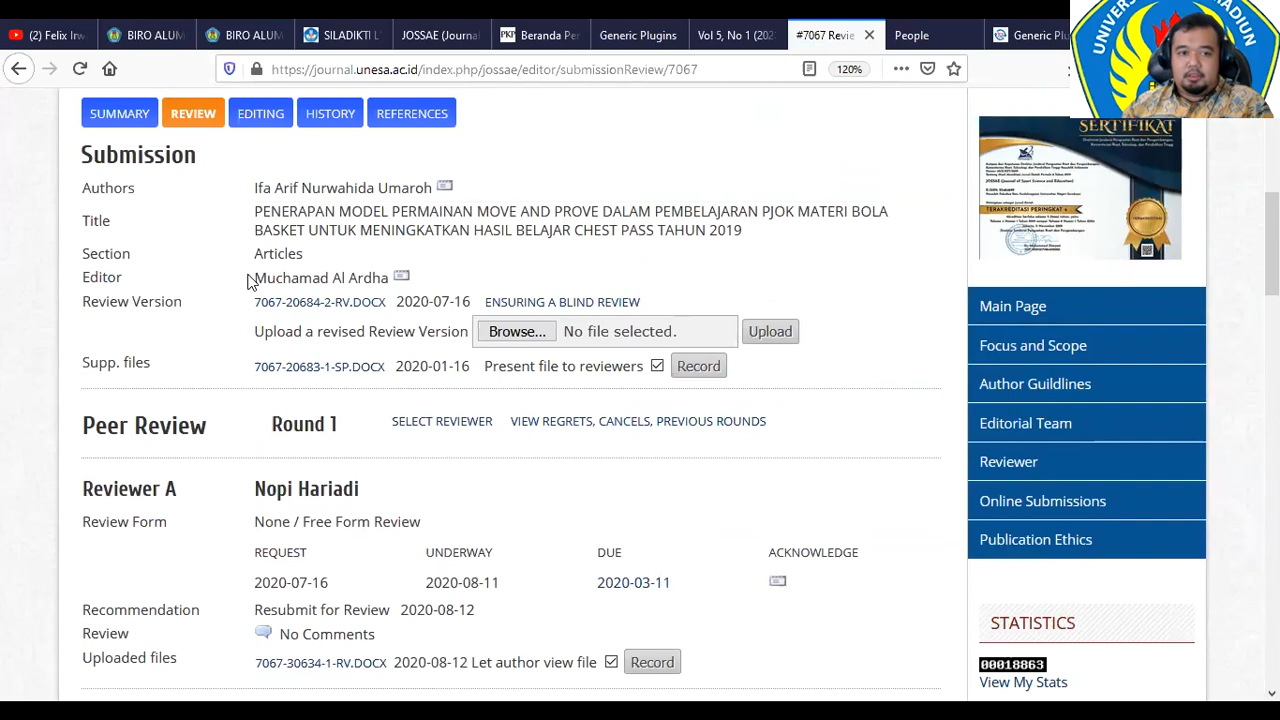 (2) Felix Irw
BIRO ALUM
BIRO ALUM
SILADIKTI L
JOSSAE (Journal
PKP
Beranda Per
Generic Plugins
Vol 5, No 1 (202
#7067 Revie
People
Generic Plu
https://journal.unesa.ac.id/index.php/jossae/editor/submissionReview/7067
120%
SUMMARY
REVIEW
EDITING
HISTORY
REFERENCES
Submission
Authors Ifa Arif Nurwahida Umaroh
Title
MODEL PERMAINAN MOVE AND PROVE DALAM PEMBELAJARAN PJOK MATERI BOLA
BASKET UNTUK MENINGKATKAN HASIL BELAJAR CHEST PASS TAHUN 2019
Section Articles
Editor Muchamad Al Ardha
Review Version 7067-20684-2-RV.DOCX 2020-07-16 ENSURING A BLIND REVIEW
Upload a revised Review Version Browse... No file selected. Upload
Supp. files 7067-20683-1-SP.DOCX 2020-01-16 Present file to reviewers Record
Peer Review Round 1 SELECT REVIEWER VIEW REGRETS, CANCELS, PREVIOUS ROUNDS
Reviewer A Nopi Hariadi
Review Form None / Free Form Review
REQUEST UNDERWAY DUE ACKNOWLEDGE
2020-07-16 2020-08-11 2020-03-11
Recommendation Resubmit for Review 2020-08-12
Review No Comments
Uploaded files 7067-30634-1-RV.DOCX 2020-08-12 Let author view file Record
SERTIFIKAT
TERAKREDITASI PERINGKAT
Main Page
Focus and Scope
Author Guildlines
Editorial Team
Reviewer
Online Submissions
Publication Ethics
STATISTICS
00018863
View My Stats